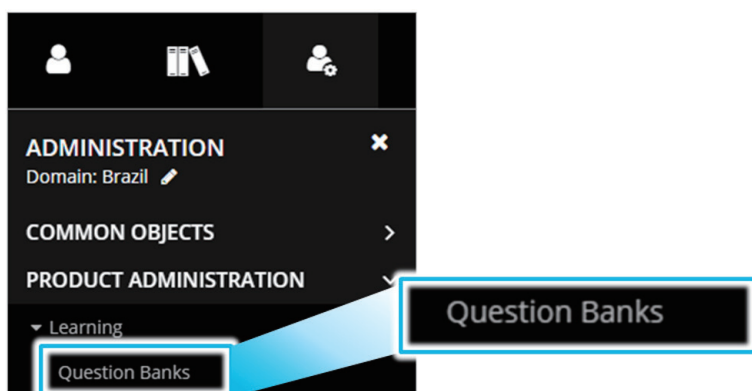 ADMINISTRATION
Domain: Brazil
COMMON OBJECTS
PRODUCT ADMINISTRATION
Learning
Question Banks
Question Banks